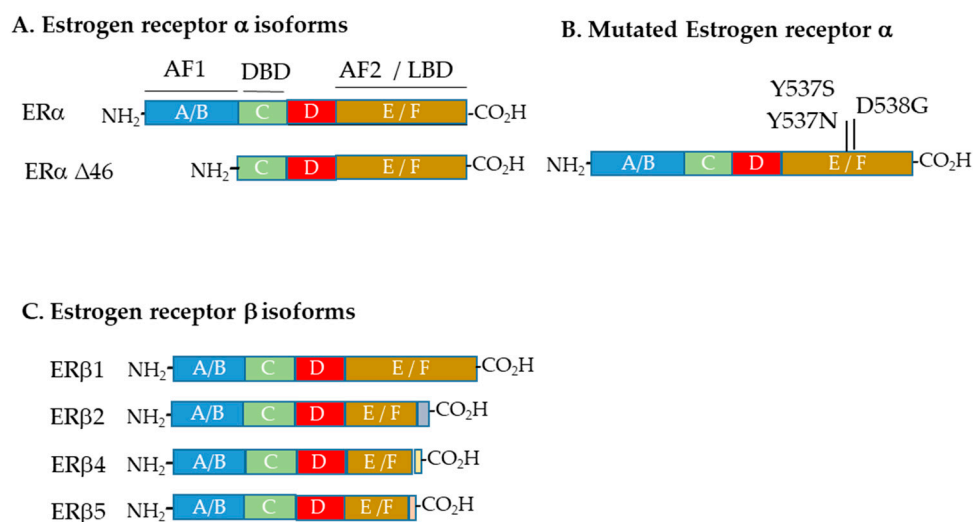 A. Estrogen receptor α isoforms
AF1 DBD AF2 / LBD
ERα NH2- A/B C D E / F -CO2H
ERα Δ46 NH2- C D E / F -CO2H
B. Mutated Estrogen receptor α
Y537S
Y537N D538G
NH2- A/B C D E / F -CO2H
C. Estrogen receptor β isoforms
ERβ1 NH2- A/B C D E / F -CO2H
ERβ2 NH2- A/B C D E / F -CO2H
ERβ4 NH2- A/B C D E /F -CO2H
ERβ5 NH2- A/B C D E /F -CO2H